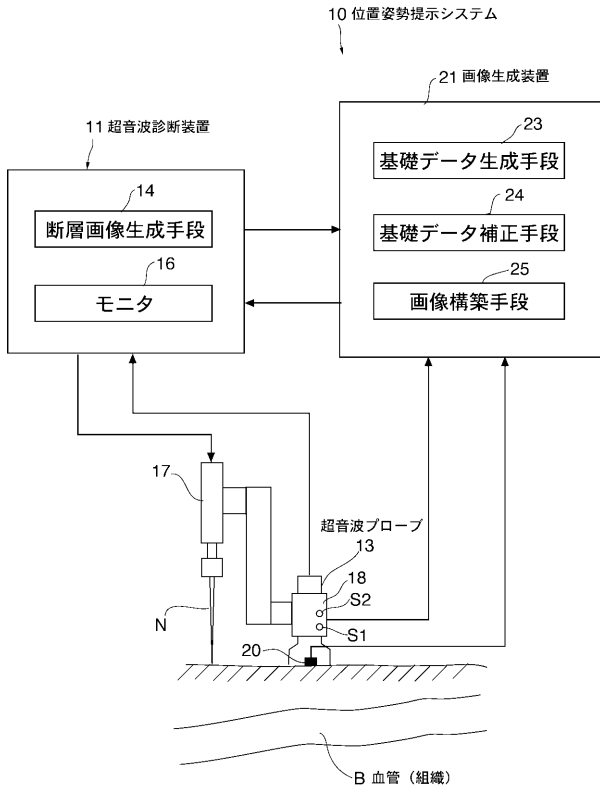 10 位置姿勢提示システム
21 画像生成装置
11 超音波診断装置
23
基礎データ生成手段
14
断層画像生成手段
24
基礎データ補正手段
16
モニタ
25
画像構築手段
17
超音波プローブ
13
18
S2
S1
N
20
B 血管（組織）